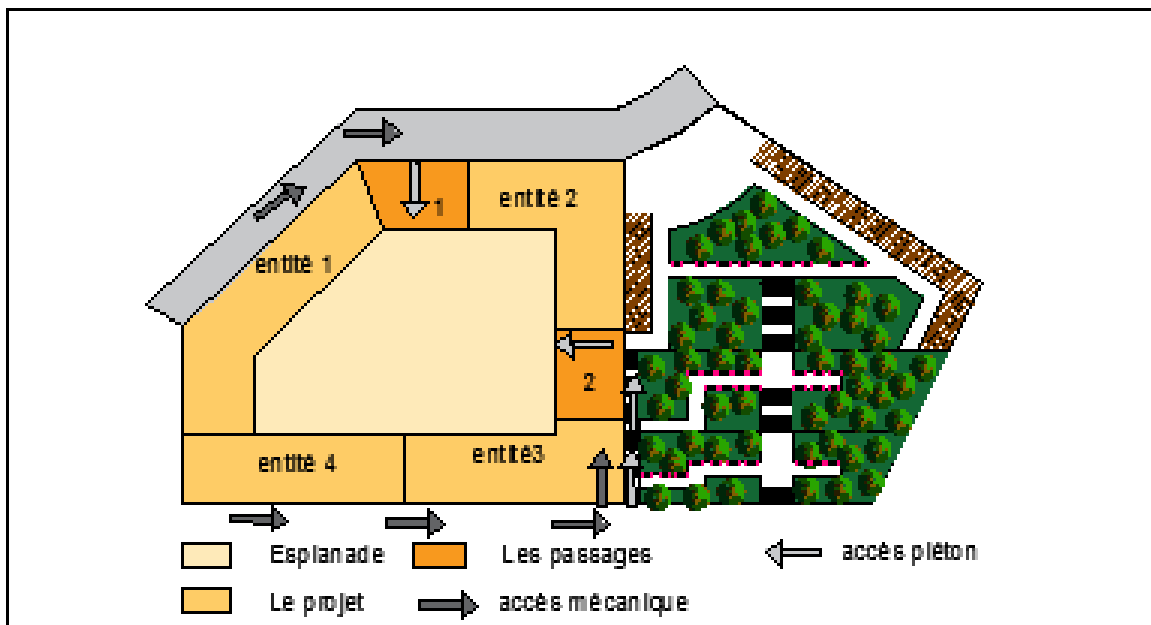 entité 2
1
entité 1
2
entité 4
entité3
Esplanade
Les passages
accès piéton
Le projet
accès mécanique